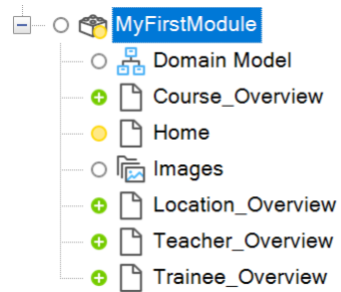 MyFirstModule
Domain Model
Course_Overview
Home
Images
Location_Overview
Teacher_Overview
Trainee_Overview